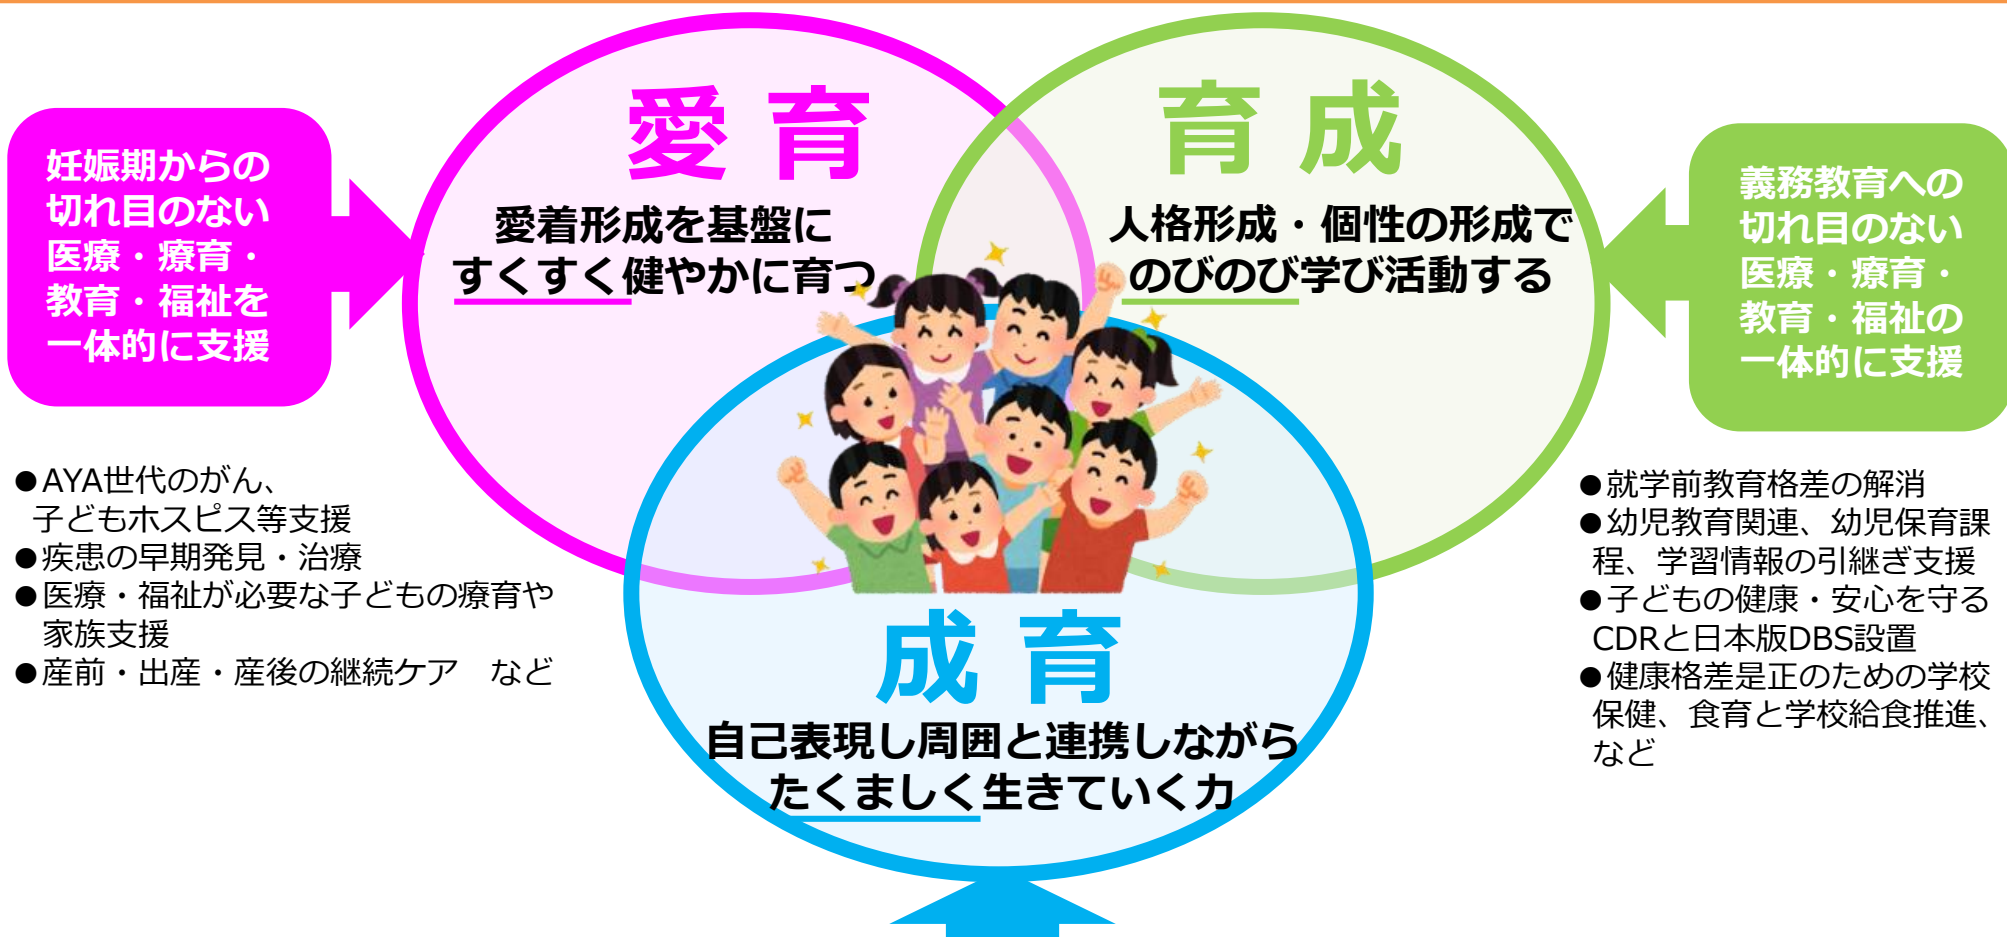 愛育
愛着形成を基盤に
すくすく健やかに育つ
育成
人格形成・個性の形成で
のびのび学び活動する
妊娠期からの
切れ目のない
医療・療育・
教育・福祉を
一体的に支援
義務教育への
切れ目のない
医療・療育・
教育・福祉の
一体的に支援
●AYA世代のがん、
子どもホスピス等支援
●疾患の早期発見・治療
●医療・福祉が必要な子どもの療育や
家族支援
●産前・出産・産後の継続ケア　など
●就学前教育格差の解消
●幼児教育関連、幼児保育課
程、学習情報の引継ぎ支援
●子どもの健康・安心を守る
CDRと日本版DBS設置
●健康格差是正のための学校
保健、食育と学校給食推進、
など
成育
自己表現し周囲と連携しながら
たくましく生きていく力